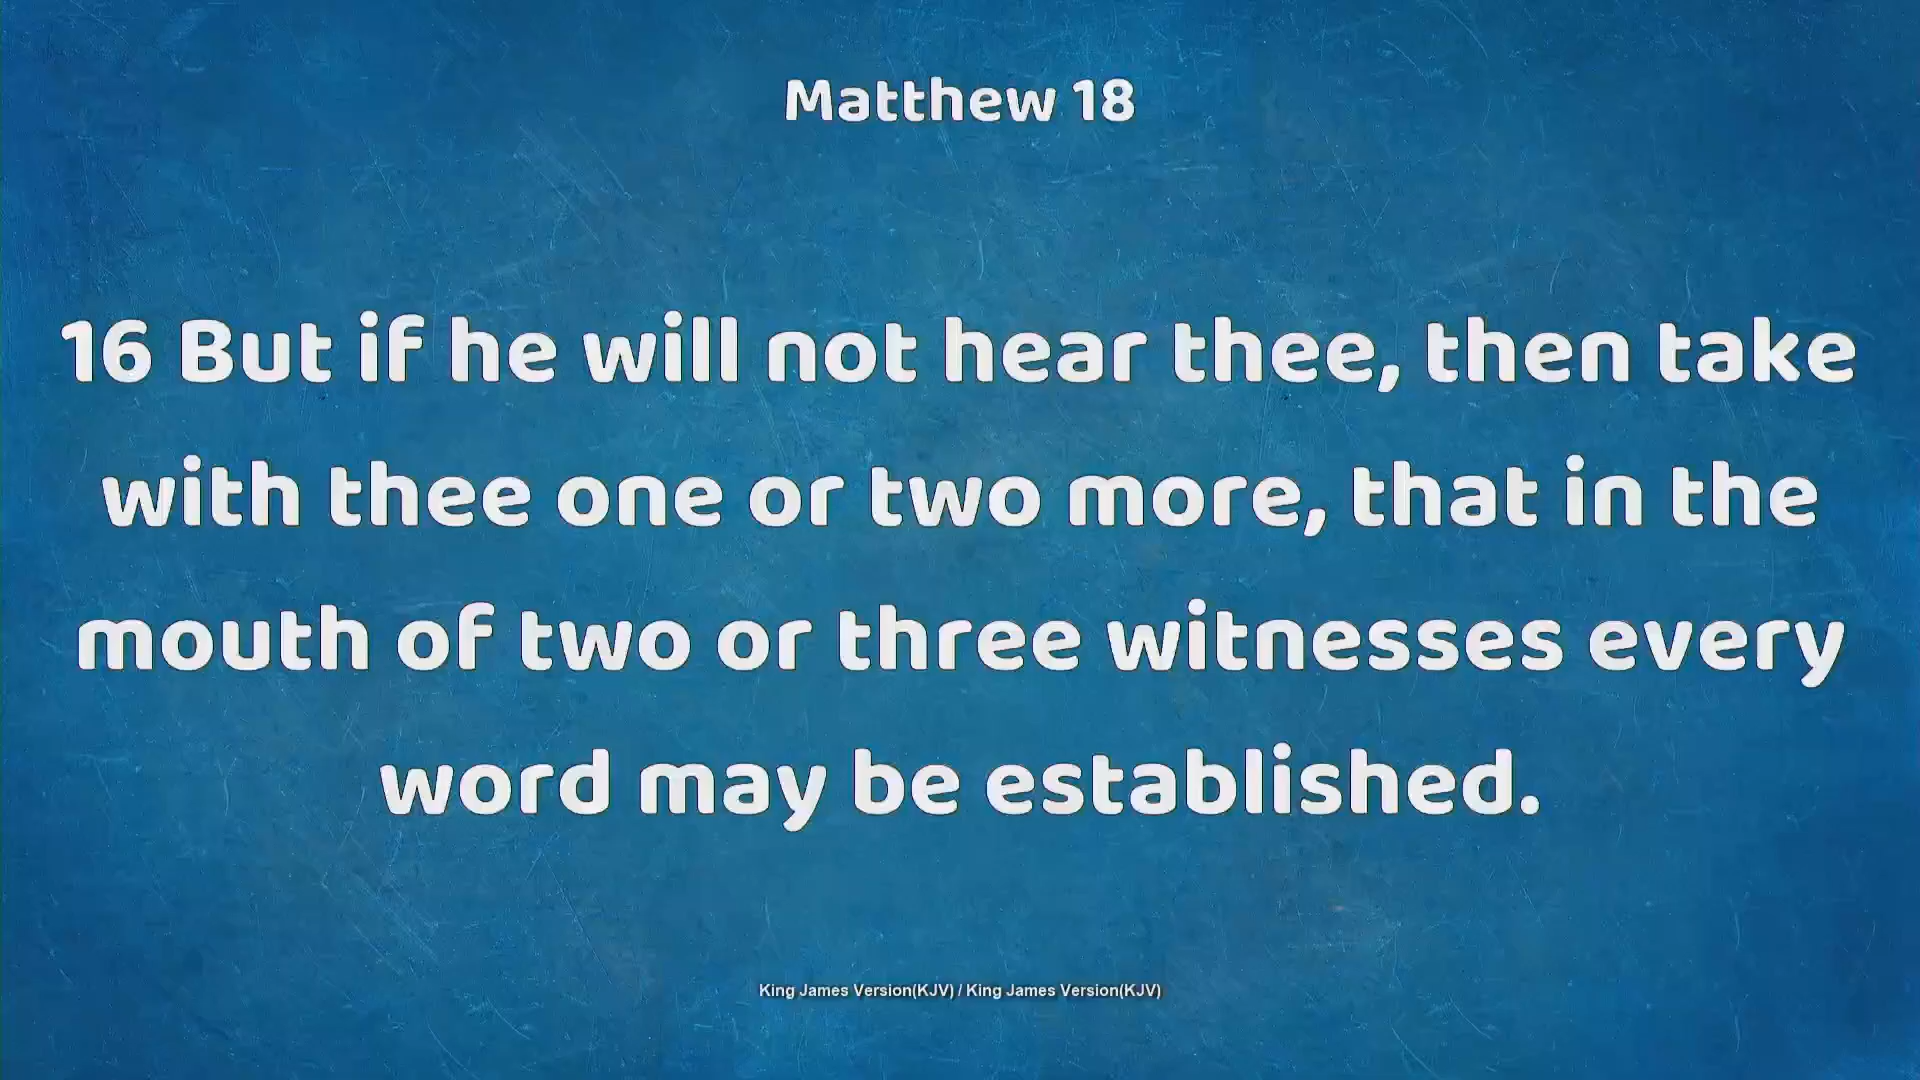 Matthew 18
16 But if he will not hear thee, then take
with thee one or two more, that in the
mouth of two or three witnesses every
word may be established.
King James Version(KJV) / King James Version(KJV)